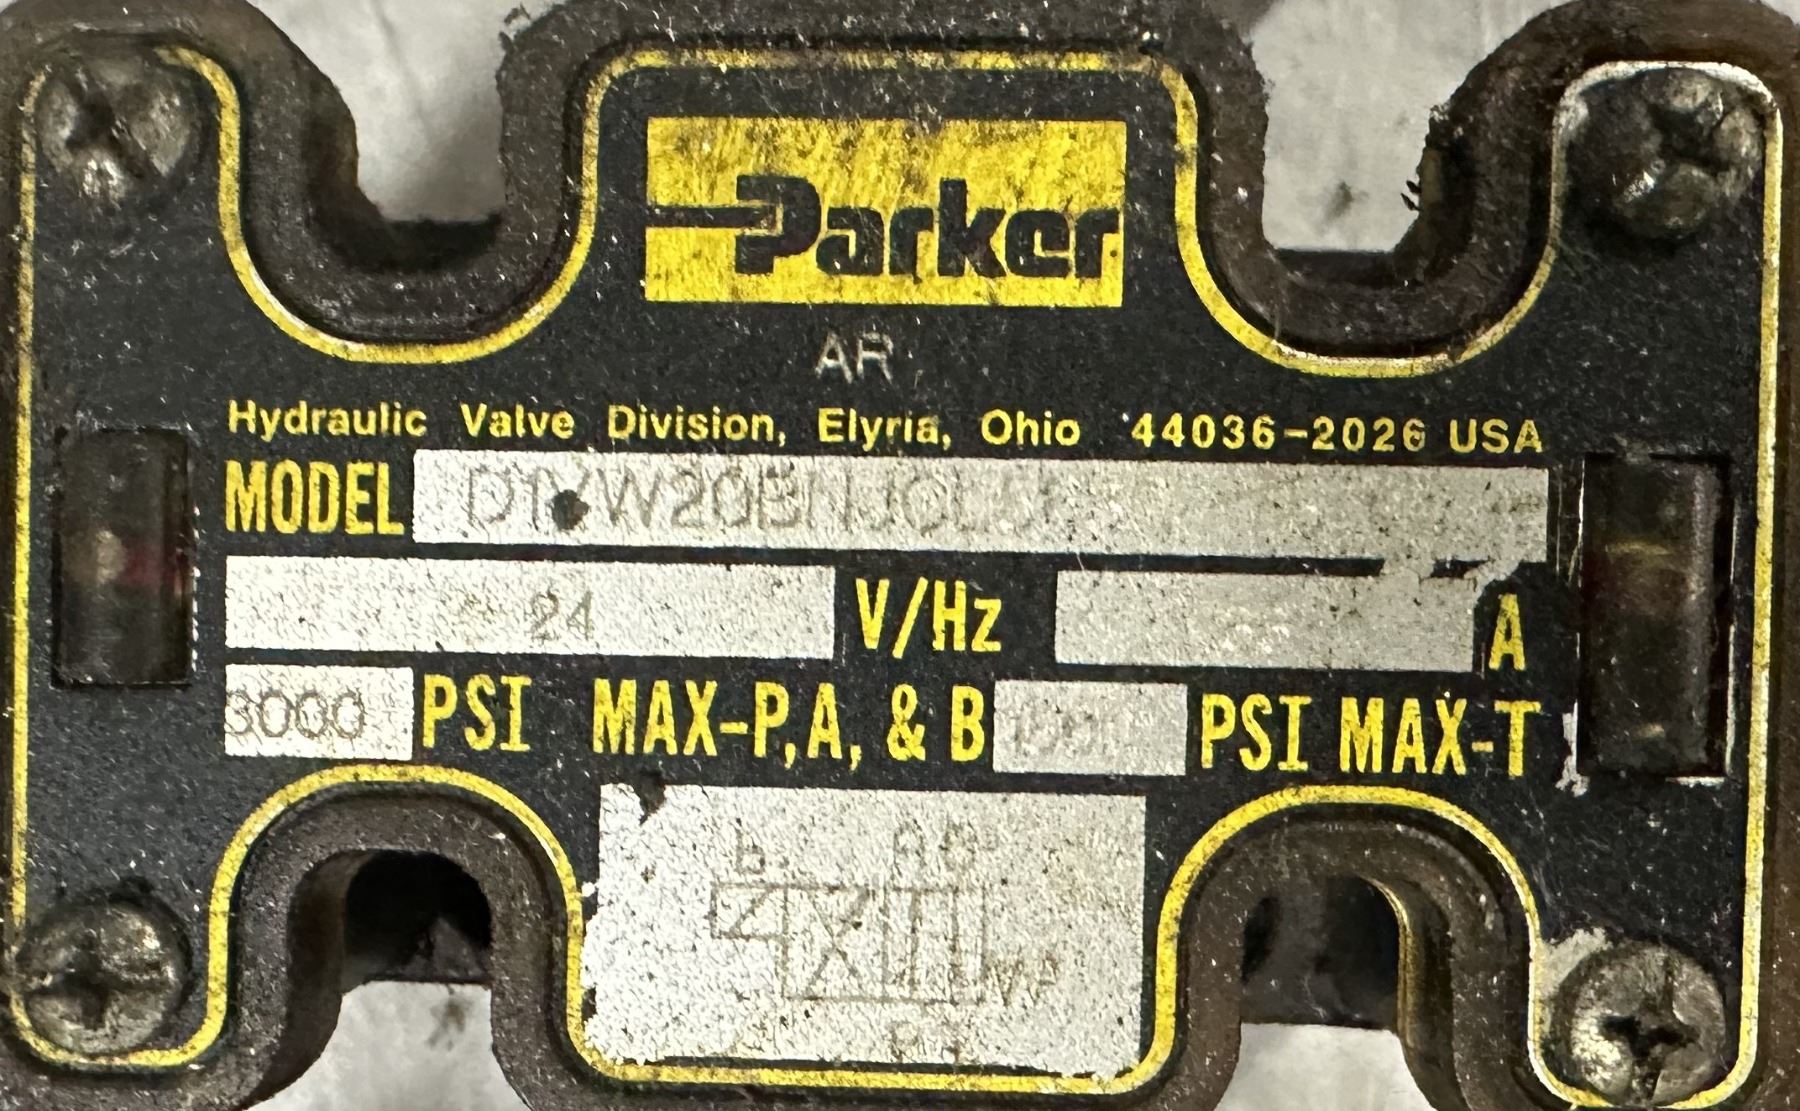 Parker
AR
Hydraulic Valve Division, Elyria, Ohio 44036-2026 USA
MODEL
24 V/Hz A
3000 PSI MAX-P,A, & B PSI MAX-T
b A B